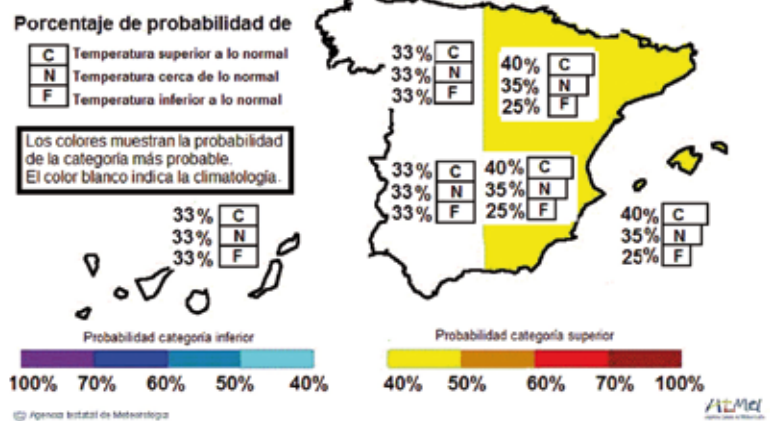 Porcentaje de probabilidad de
C Temperatura superior a lo normal
N Temperatura cerca de lo normal
F Temperatura inferior a lo normal
Los colores muestran la probabilidad
de la categoría más probable.
El color blanco indica la climatología.
33% C
33% N
33% F
40% C
35% N
25% F
33% C
33% N
33% F
40% C
35% N
25% F
33% C
33% N
33% F
40% C
35% N
25% F
Probabilidad categoría inferior
100% 70% 60% 50% 40%
Probabilidad categoría superior
40% 50% 60% 70% 100%
© Agencia Estatal de Meteorología
AEMet